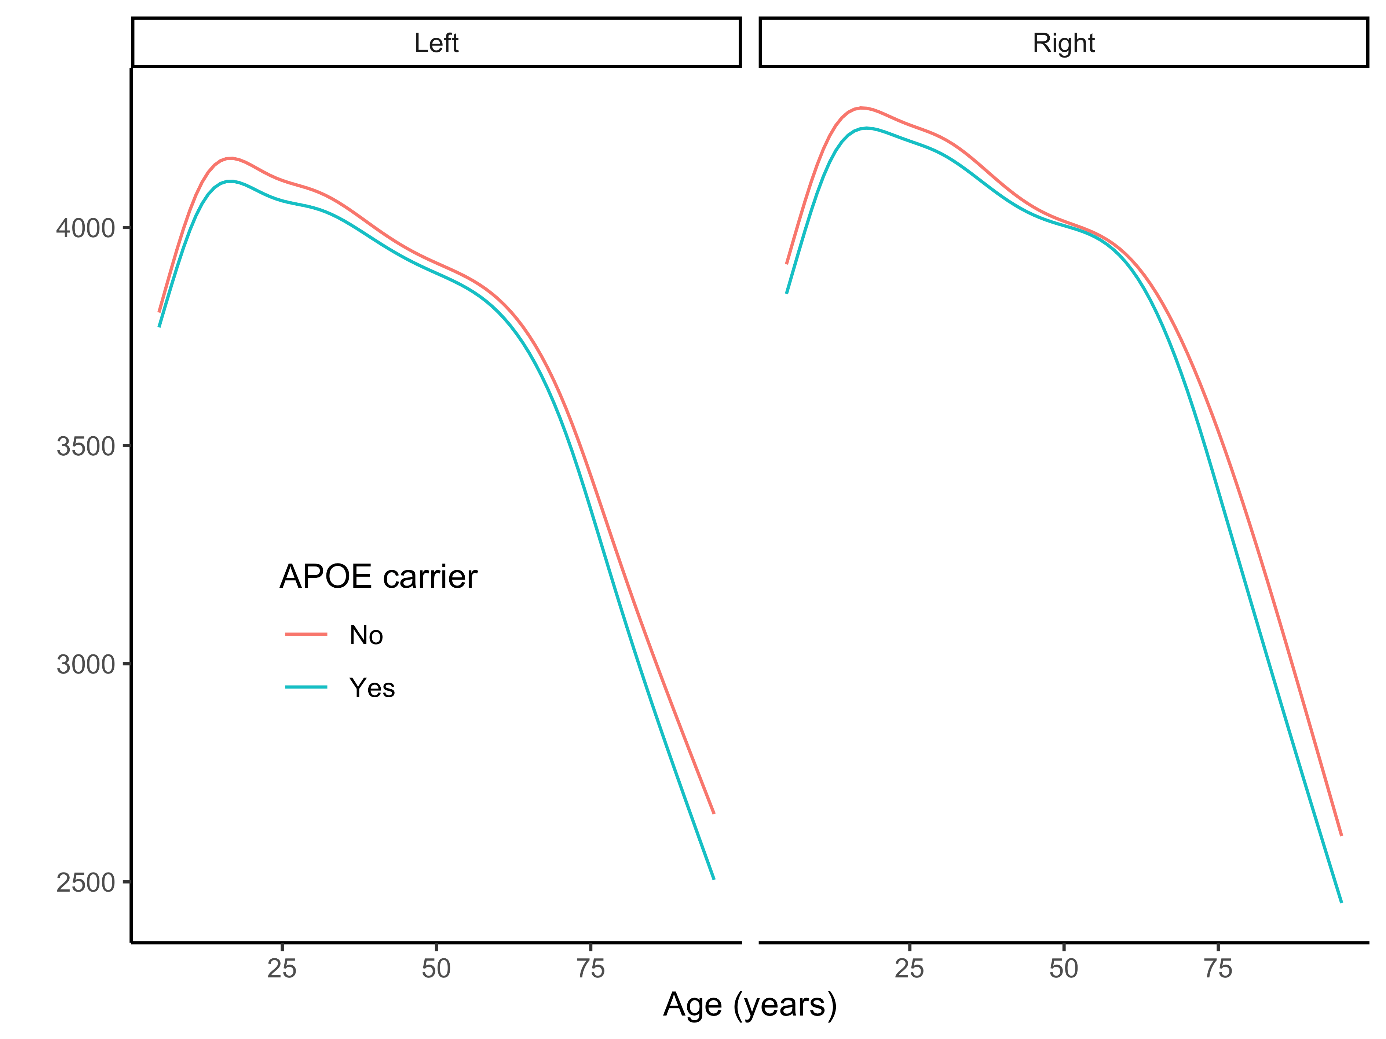 Left
Right
4000
3500
3000
2500
APOE carrier
No
Yes
25 50 75
25 50 75
Age (years)